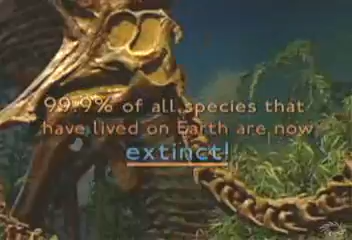 99.9% of all species that
have lived on Earth are now
extinct!